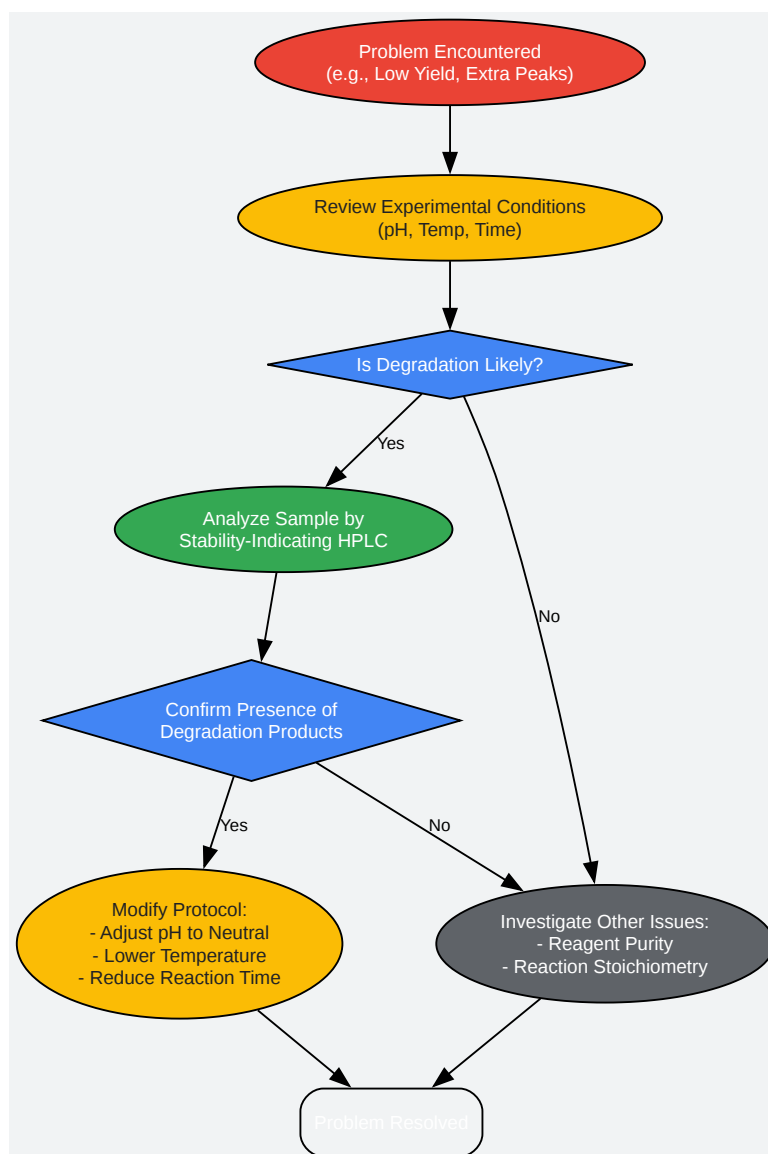 Problem Encountered
(e.g., Low Yield, Extra Peaks)
Review Experimental Conditions
(pH, Temp, Time)
Is Degradation Likely?
Yes
Analyze Sample by
Stability-Indicating HPLC
No
Confirm Presence of
Degradation Products
Yes
No
Modify Protocol:
- Adjust pH to Neutral
- Lower Temperature
- Reduce Reaction Time
Investigate Other Issues:
- Reagent Purity
- Reaction Stoichiometry
Problem Resolved